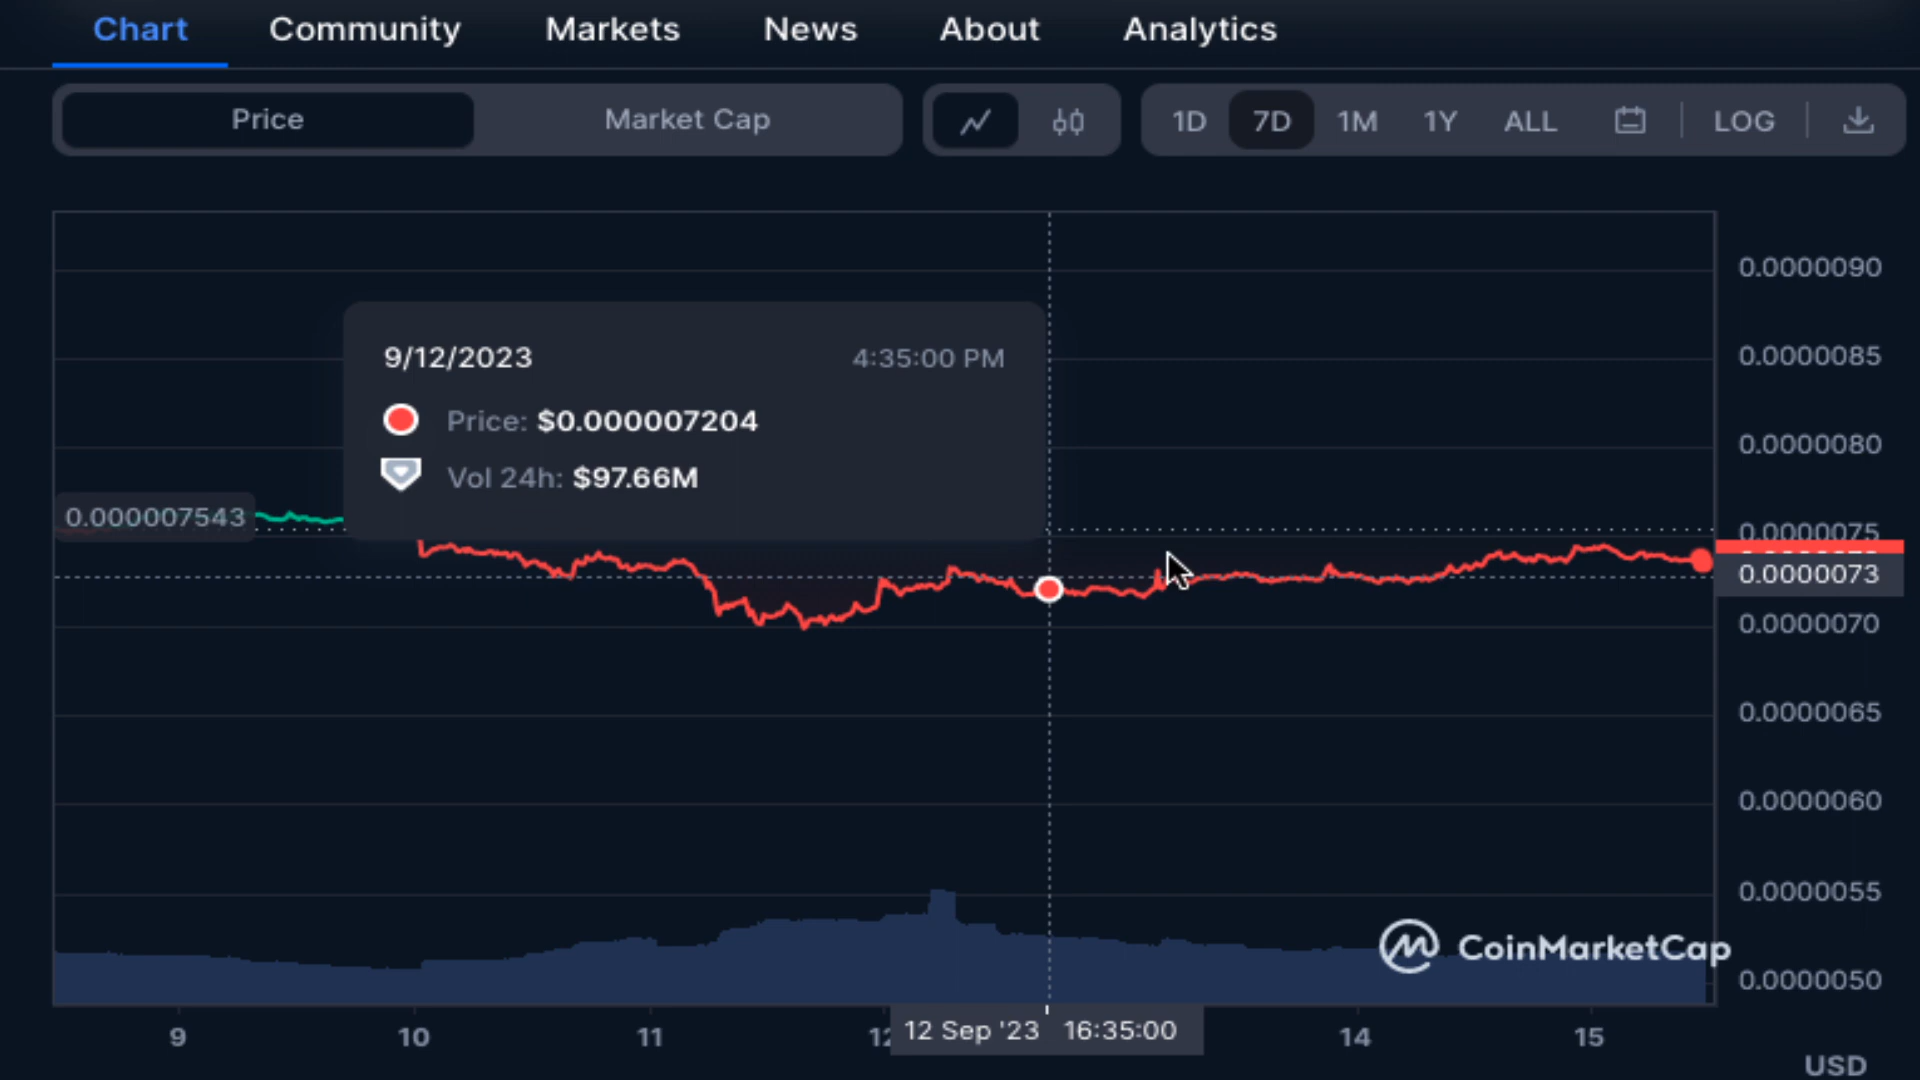 Chart Community Markets News About Analytics
Price Market Cap 1D 7D 1M 1Y ALL LOG
0.0000090
9/12/2023 4:35:00 PM
0.0000085
Price: $0.000007204
0.0000080
Vol 24h: $97.66M
0.000007543
0.0000075
0.0000073
0.0000070
0.0000065
0.0000060
0.0000055
CoinMarketCap
0.0000050
9 10 11 12 Sep '23 16:35:00 14 15
USD